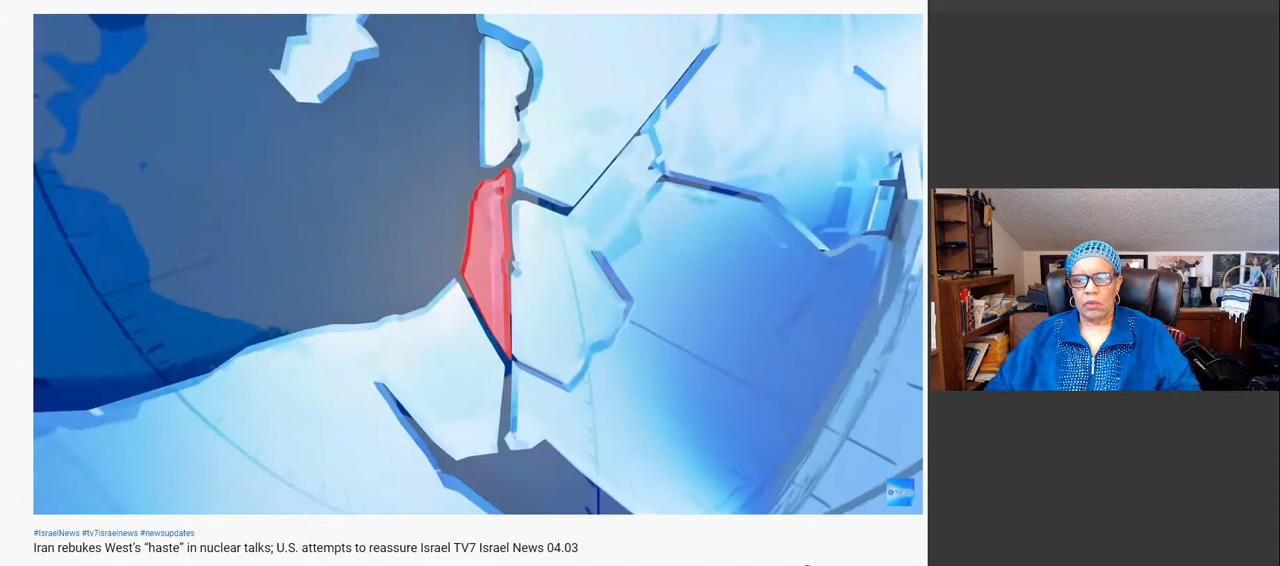 #IsraelNews #tv7israelnews #newsupdates
Iran rebukes West's “haste” in nuclear talks; U.S. attempts to reassure Israel TV7 Israel News 04.03